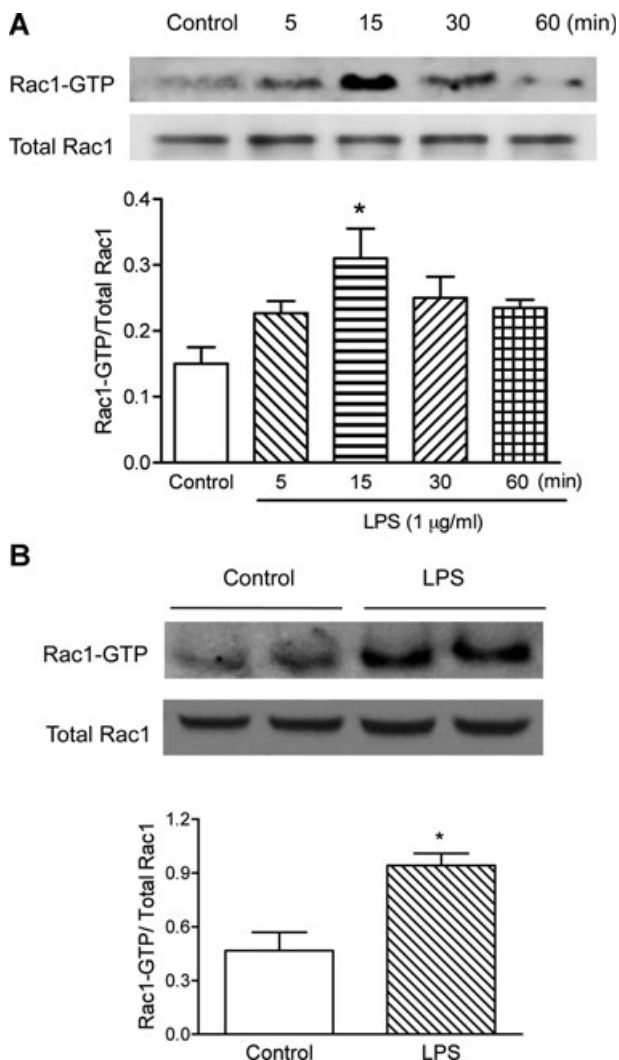 A
Control 5 15 30 60 (min)
Rac1-GTP
Total Rac1
Rac1-GTP/Total Rac1
0.4
0.3
0.2
0.1
0.0
*
Control 5 15 30 60 (min)
LPS (1 μg/ml)
B
Control LPS
Rac1-GTP
Total Rac1
Rac1-GTP/ Total Rac1
1.2
0.9
0.6
0.3
0.0
*
Control LPS